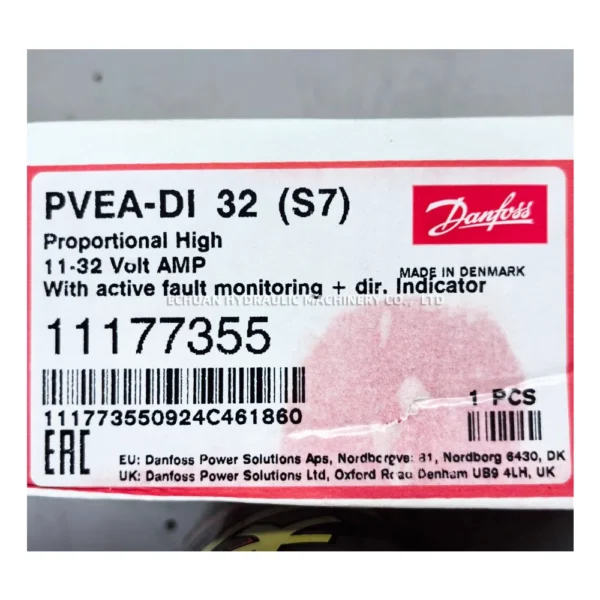 PVEA-DI 32 (S7)
Danfoss
Proportional High
11-32 Volt AMP
MADE IN DENMARK
With active fault monitoring + dir. Indicator
ECHUAN HYDRAULIC MACHINERY CO., LTD
11177355
1 PCS
111773550924C461860
EAC
EU: Danfoss Power Solutions Aps, 81, Nordborg 6430, DK
UK: Danfoss Power Solutions Ltd, Oxford Road Denham UB9 4LH, UK